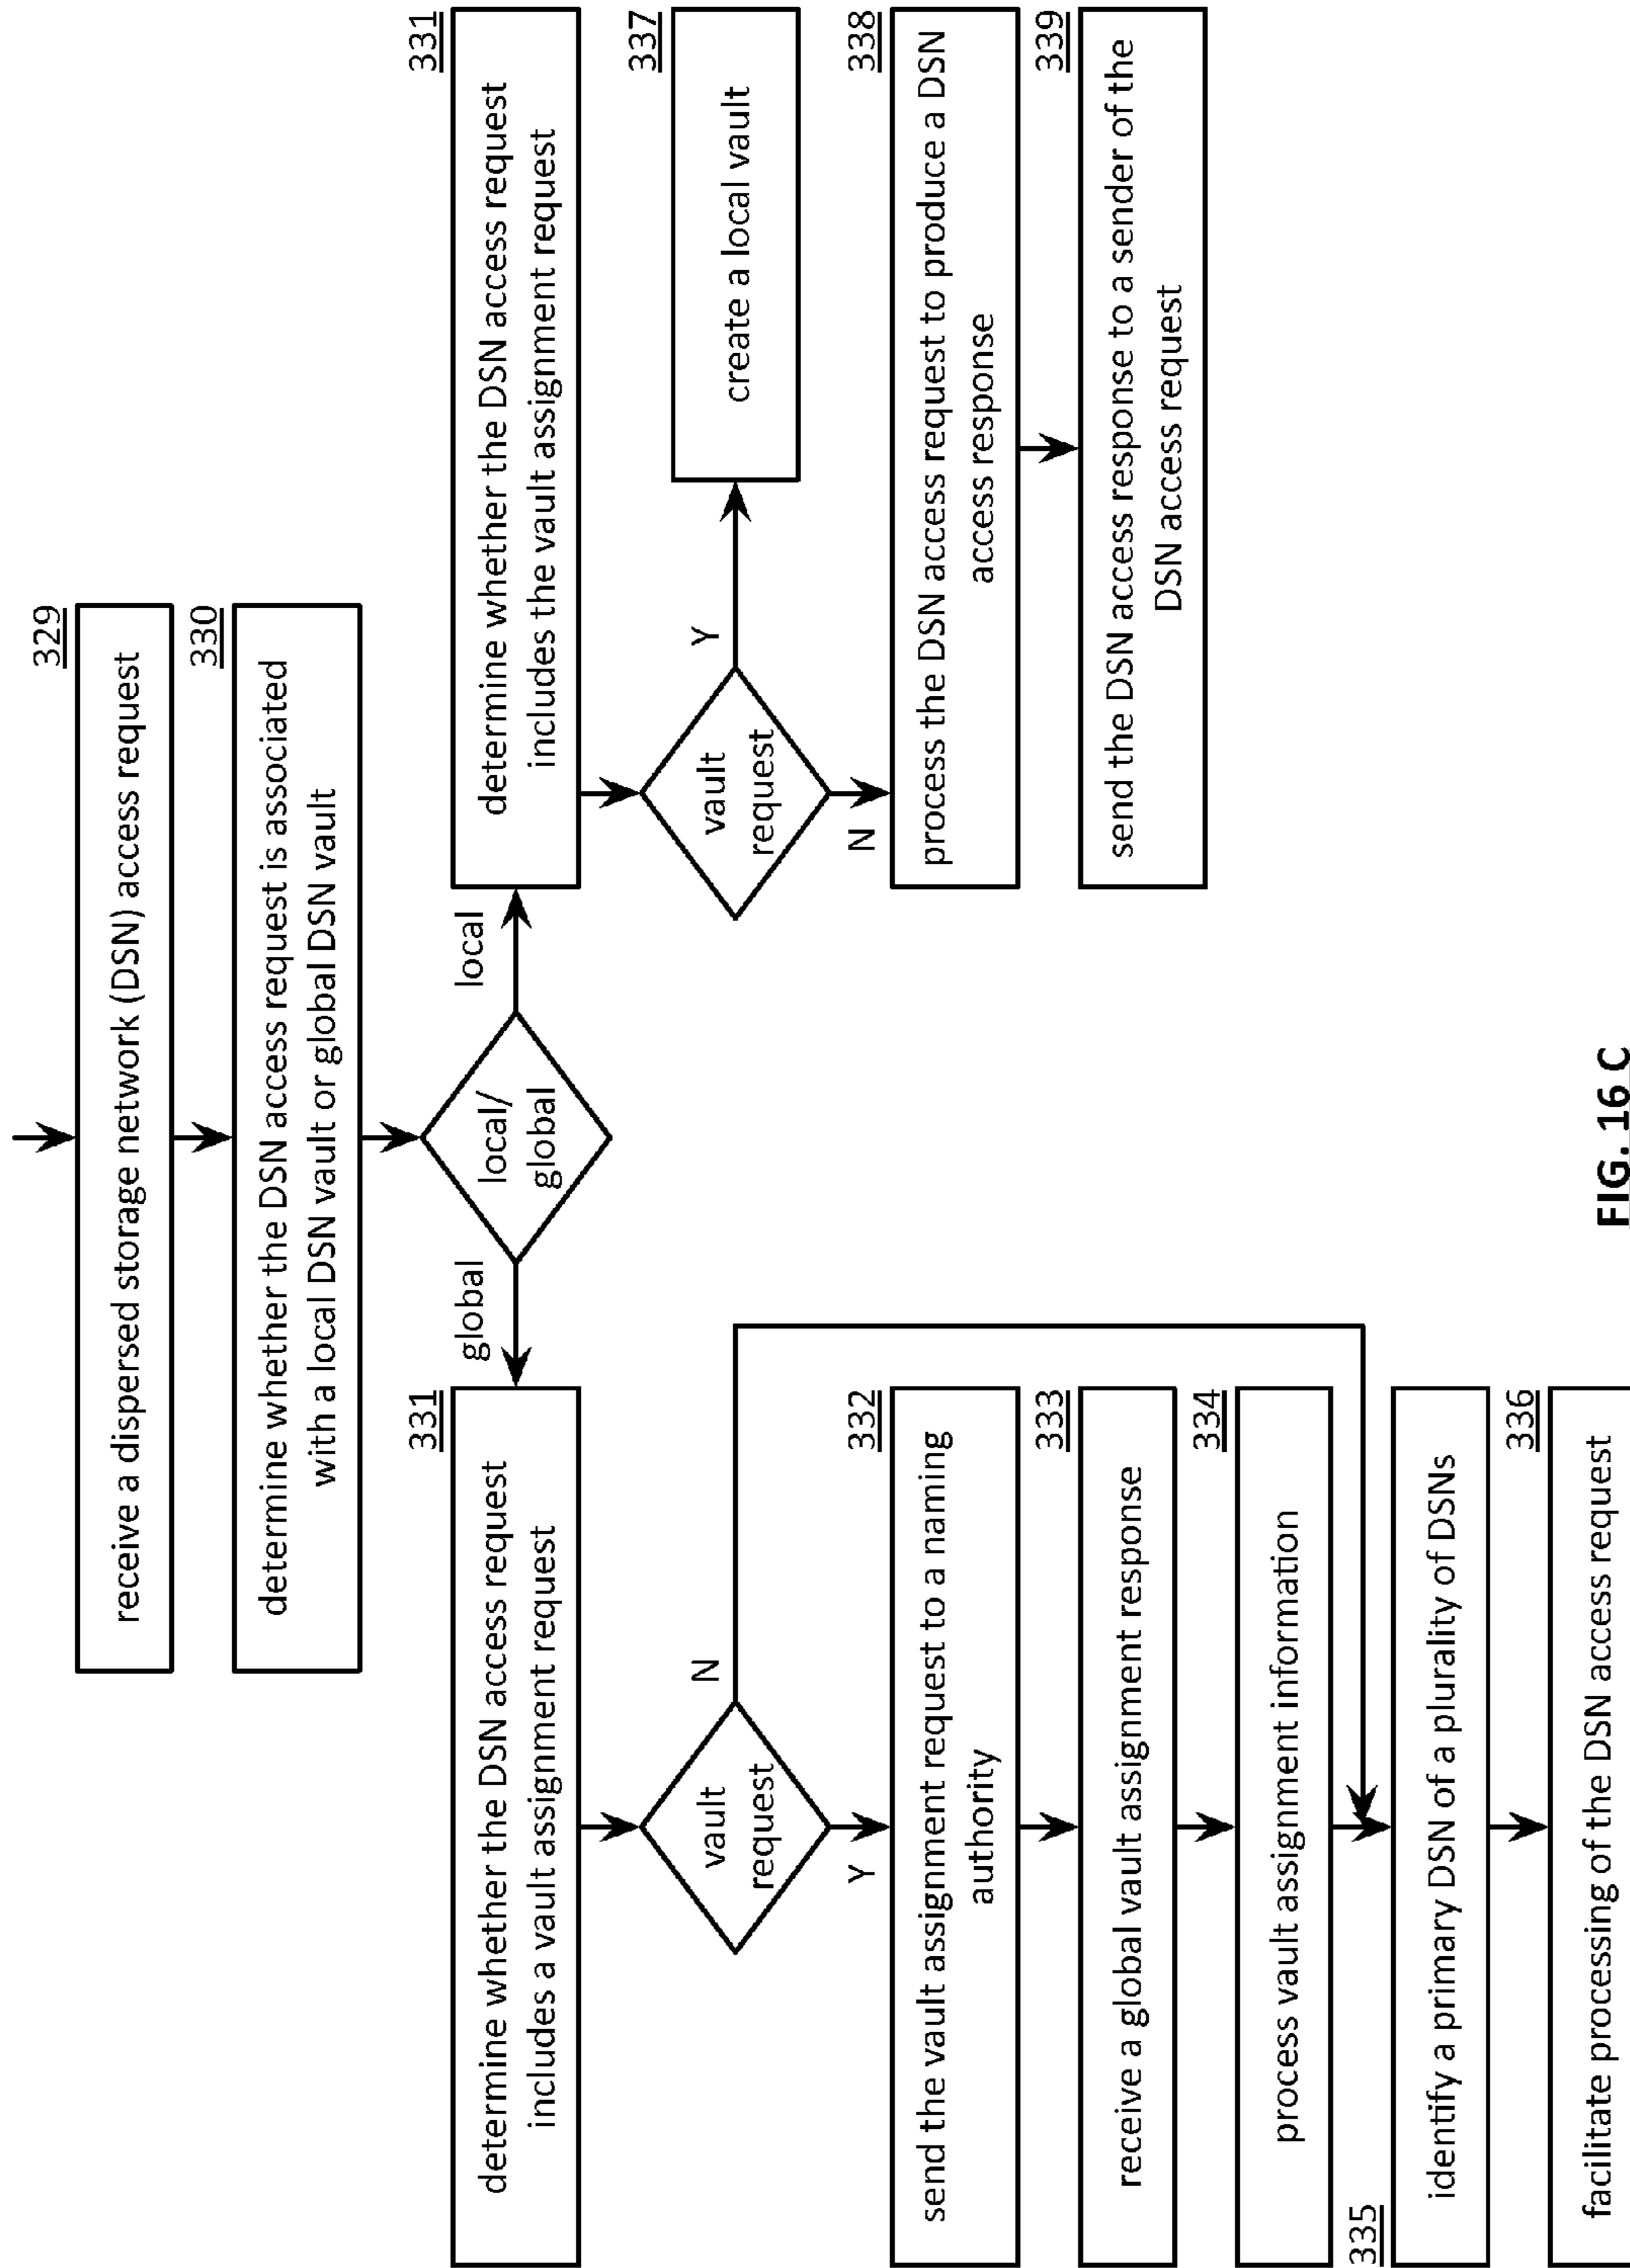 329
receive a dispersed storage network (DSN) access request
330
determine whether the DSN access request is associated
with a local DSN vault or global DSN vault
local/
global
global
local
331
determine whether the DSN access request
includes a vault assignment request
vault
request
N
Y
332
send the vault assignment request to a naming
authority
333
receive a global vault assignment response
334
process vault assignment information
335
identify a primary DSN of a plurality of DSNs
336
facilitate processing of the DSN access request
331
determine whether the DSN access request
includes the vault assignment request
vault
request
Y
N
337
create a local vault
338
process the DSN access request to produce a DSN
access response
339
send the DSN access response to a sender of the
DSN access request
FIG. 16 C